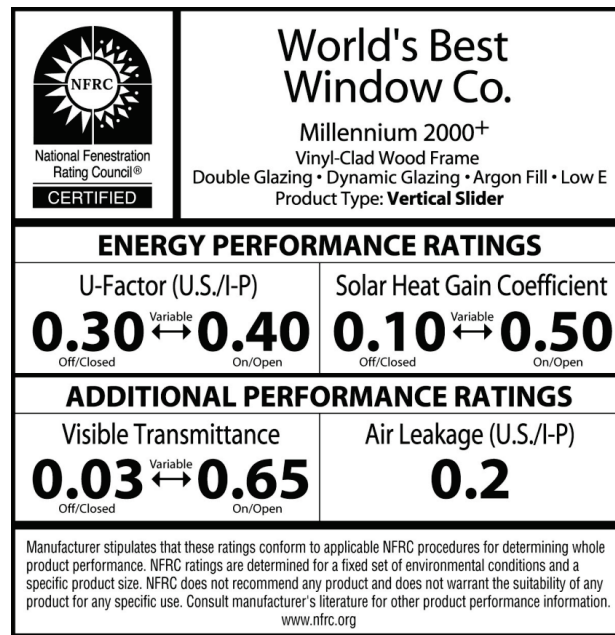 NFRC
National Fenestration
Rating Council®
CERTIFIED
World's Best
Window Co.
Millennium 2000+
Vinyl-Clad Wood Frame
Double Glazing • Dynamic Glazing • Argon Fill • Low E
Product Type: Vertical Slider
ENERGY PERFORMANCE RATINGS
U-Factor (U.S./I-P)
0.30 Variable ↔ 0.40
Off/Closed On/Open
Solar Heat Gain Coefficient
0.10 Variable ↔ 0.50
Off/Closed On/Open
ADDITIONAL PERFORMANCE RATINGS
Visible Transmittance
0.03 Variable ↔ 0.65
Off/Closed On/Open
Air Leakage (U.S./I-P)
0.2
Manufacturer stipulates that these ratings conform to applicable NFRC procedures for determining whole
product performance. NFRC ratings are determined for a fixed set of environmental conditions and a
specific product size. NFRC does not recommend any product and does not warrant the suitability of any
product for any specific use. Consult manufacturer's literature for other product performance information.
www.nfrc.org